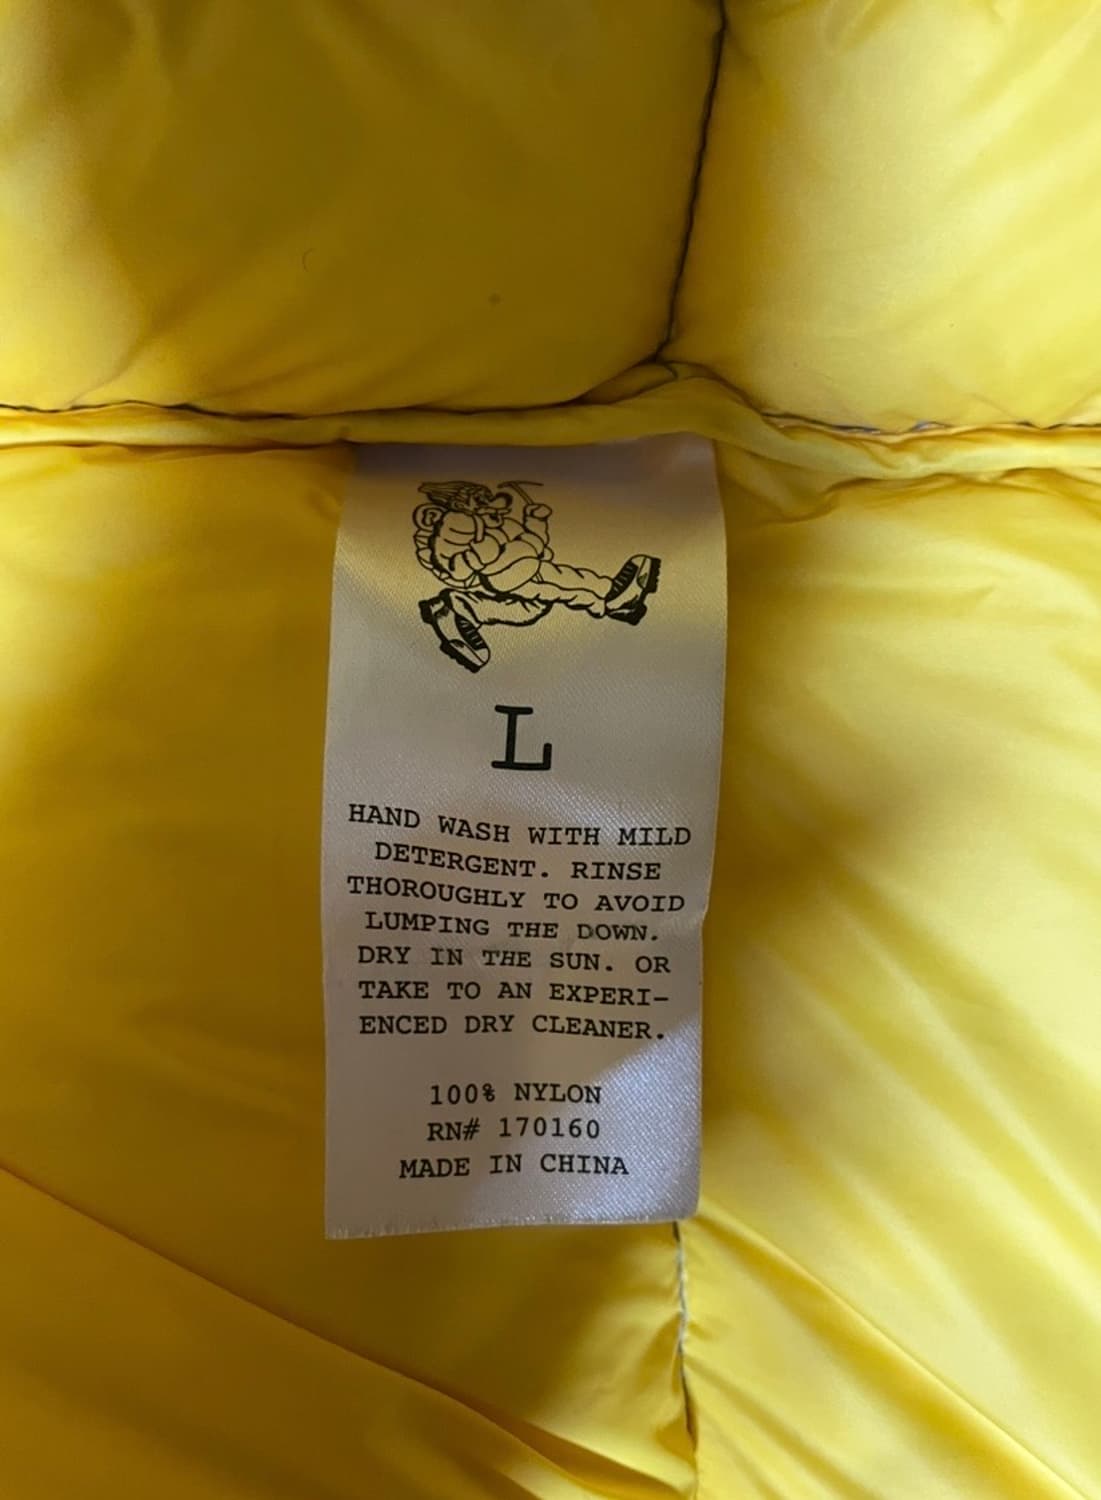 L
HAND WASH WITH MILD
DETERGENT. RINSE
THOROUGHLY TO AVOID
LUMPING THE DOWN.
DRY IN THE SUN. OR
TAKE TO AN EXPERI-
ENCED DRY CLEANER.
100% NYLON
RN# 170160
MADE IN CHINA